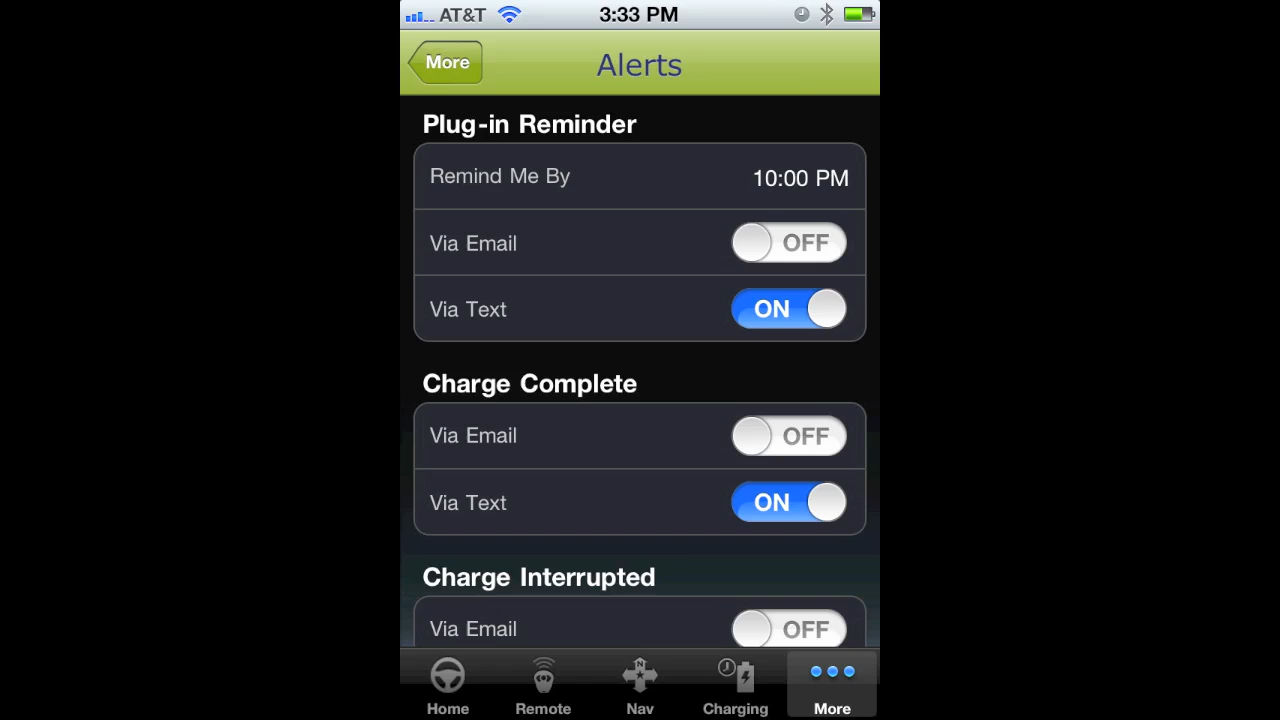 AT&T 3:33 PM
More Alerts
Plug-in Reminder
Remind Me By 10:00 PM
Via Email OFF
Via Text ON
Charge Complete
Via Email OFF
Via Text ON
Charge Interrupted
Via Email OFF
N
Home Remote Nav Charging More